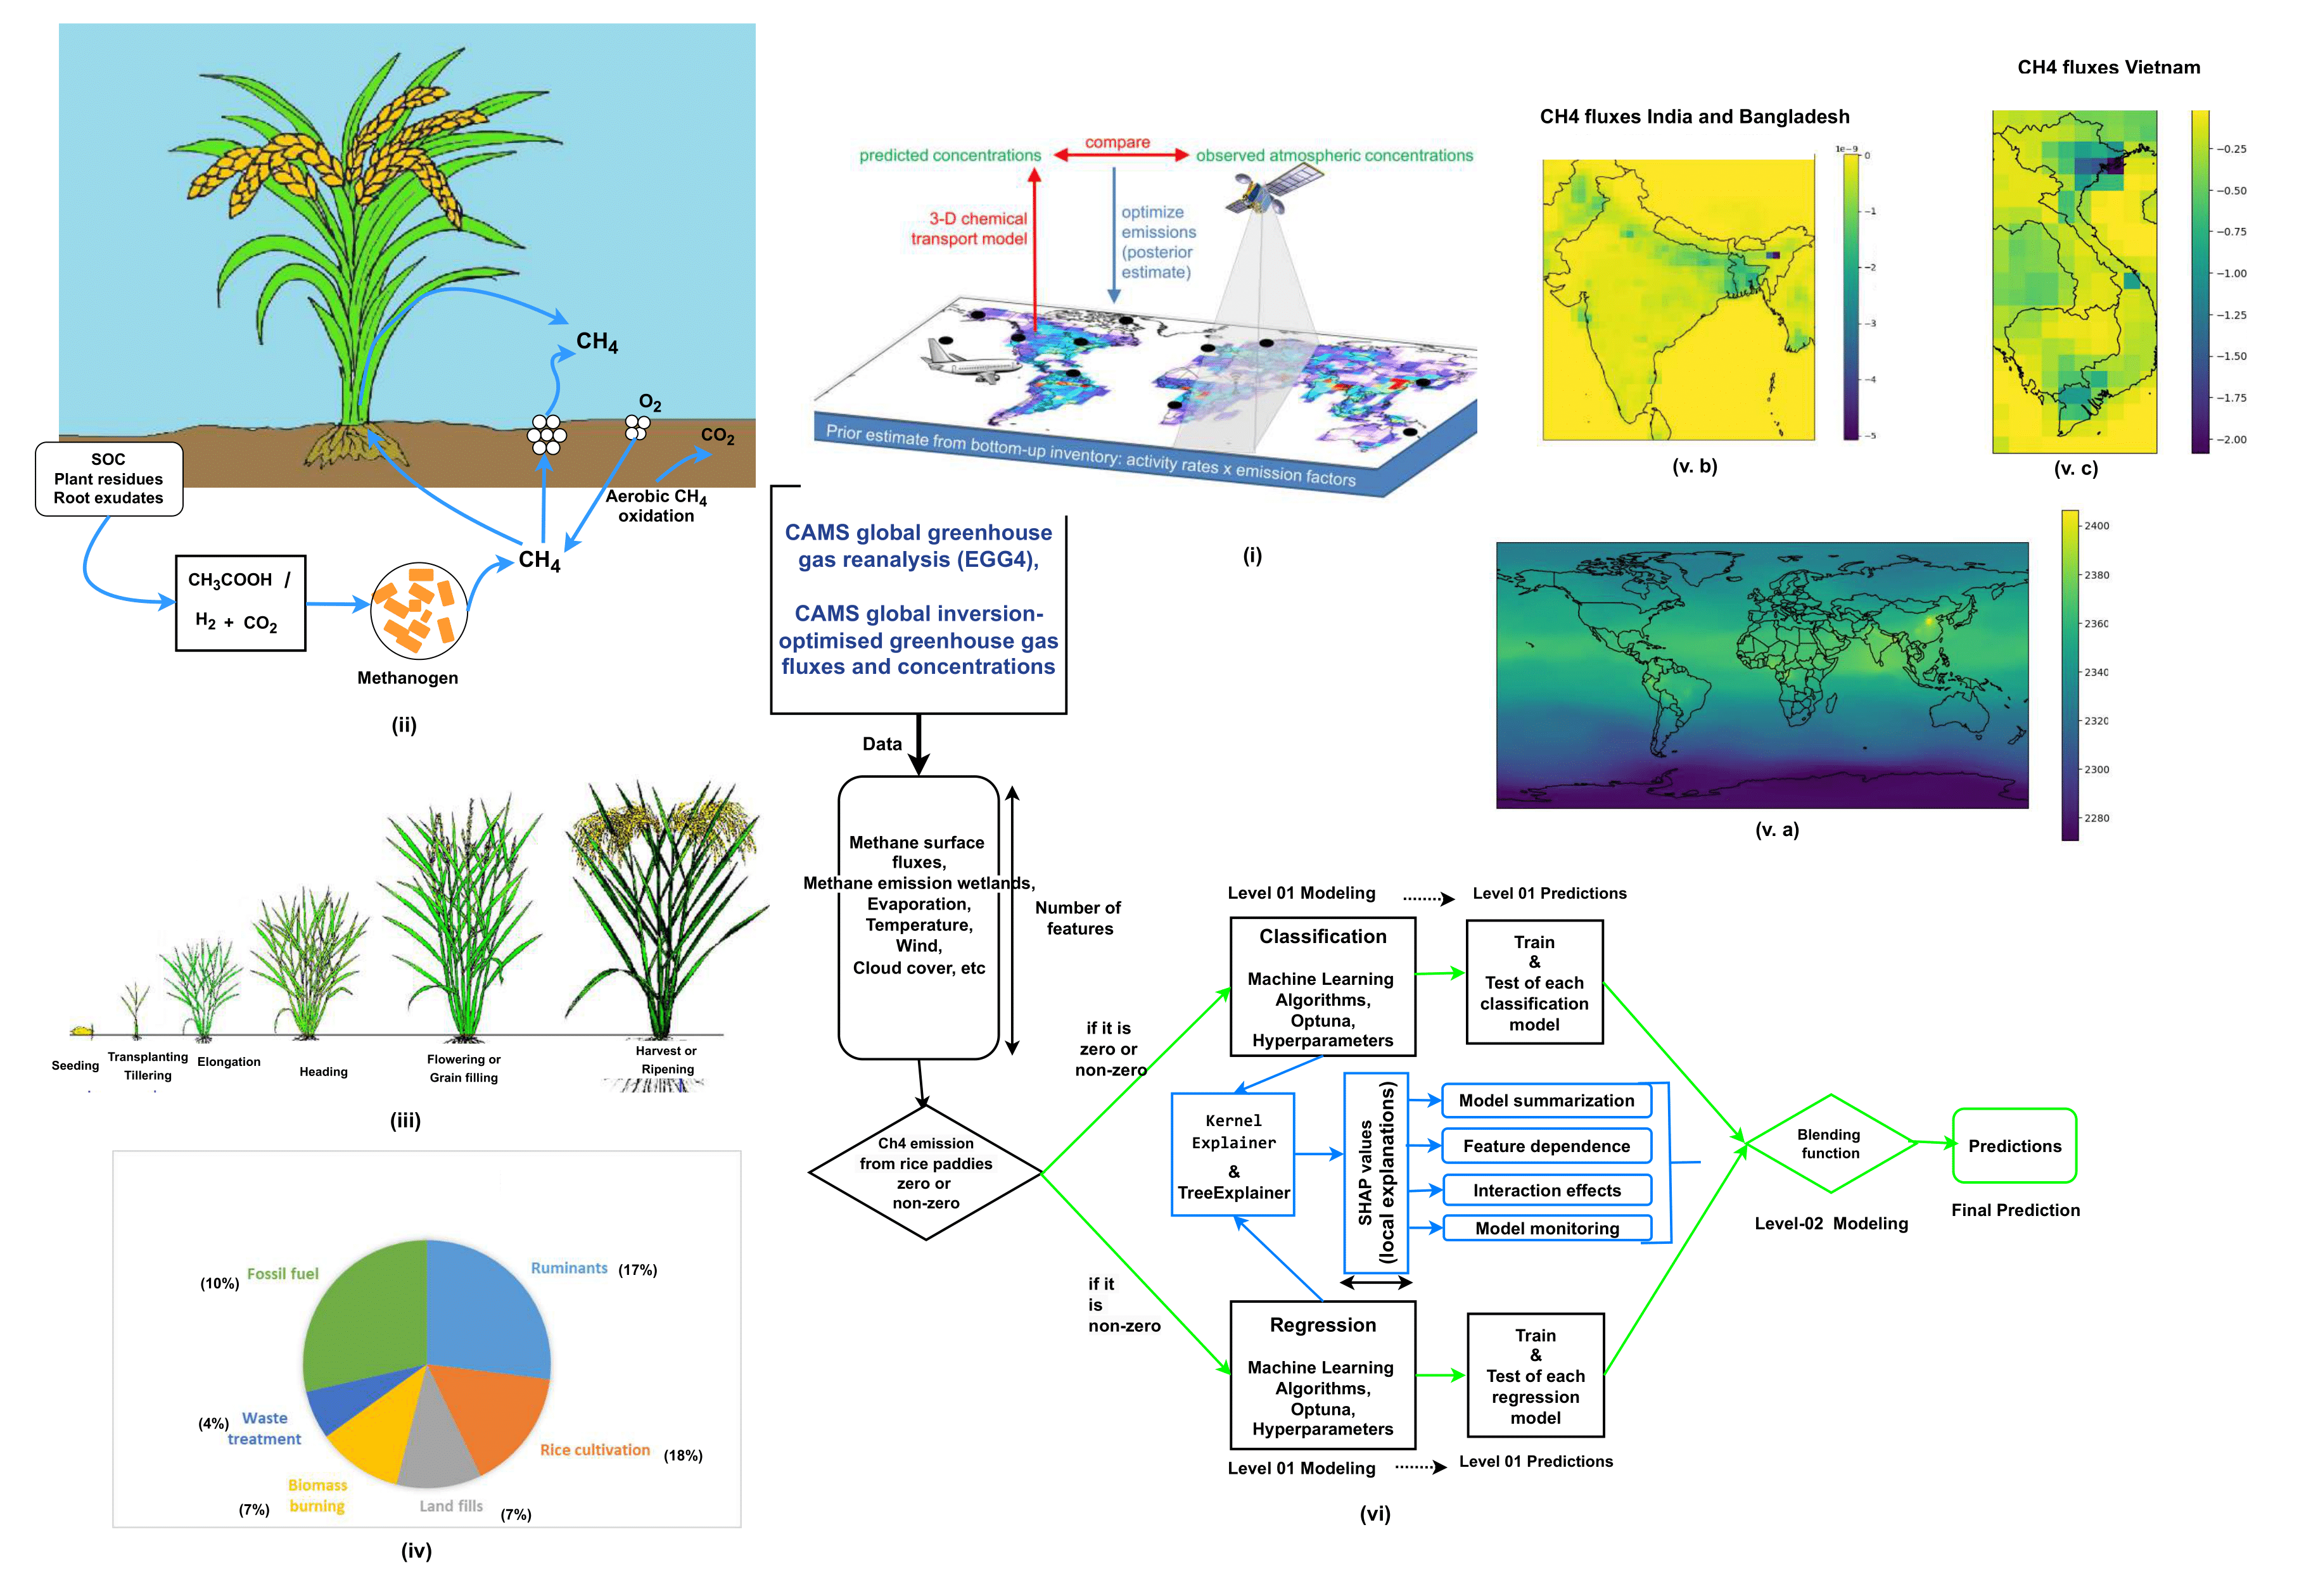 CH4
O2
CO2
SOC
Plant residues
Root exudates
Aerobic CH4
oxidation
CH4
CH3COOH /
H2 + CO2
Methanogen
(ii)
compare
predicted concentrations
observed atmospheric concentrations
3-D chemical
transport model
optimize
emissions
(posterior
estimate)
Prior estimate from bottom-up inventory: activity rates x emission factors
(i)
CH4 fluxes India and Bangladesh
1e-9
0
−1
−2
−3
−4
−5
(v. b)
CH4 fluxes Vietnam
−0.25
−0.50
−0.75
−1.00
−1.25
−1.50
−1.75
−2.00
(v. c)
2400
2380
2360
2340
2320
2300
2280
(v. a)
CAMS global greenhouse
gas reanalysis (EGG4),
CAMS global inversion-
optimised greenhouse gas
fluxes and concentrations
Data
Methane surface
fluxes,
Methane emission wetlands,
Evaporation,
Temperature,
Wind,
Cloud cover, etc
Number of
features
Ch4 emission
from rice paddies
zero or
non-zero
if it is
zero or
non-zero
if it
is
non-zero
Level 01 Modeling
Level 01 Predictions
Classification
Machine Learning
Algorithms,
Optuna,
Hyperparameters
Train
&
Test of each
classification
model
Kernel
Explainer
&
TreeExplainer
SHAP values
(local explanations)
Model summarization
Feature dependence
Interaction effects
Model monitoring
Regression
Machine Learning
Algorithms,
Optuna,
Hyperparameters
Train
&
Test of each
regression
model
Level 01 Modeling
Level 01 Predictions
Blending
function
Level-02 Modeling
Predictions
Final Prediction
(vi)
Seeding
Transplanting
Tillering
Elongation
Heading
Flowering or
Grain filling
Harvest or
Ripening
(iii)
Fossil fuel
(10%)
Ruminants (17%)
Waste
treatment
(4%)
Rice cultivation (18%)
Biomass
burning
(7%)
Land fills (7%)
(iv)